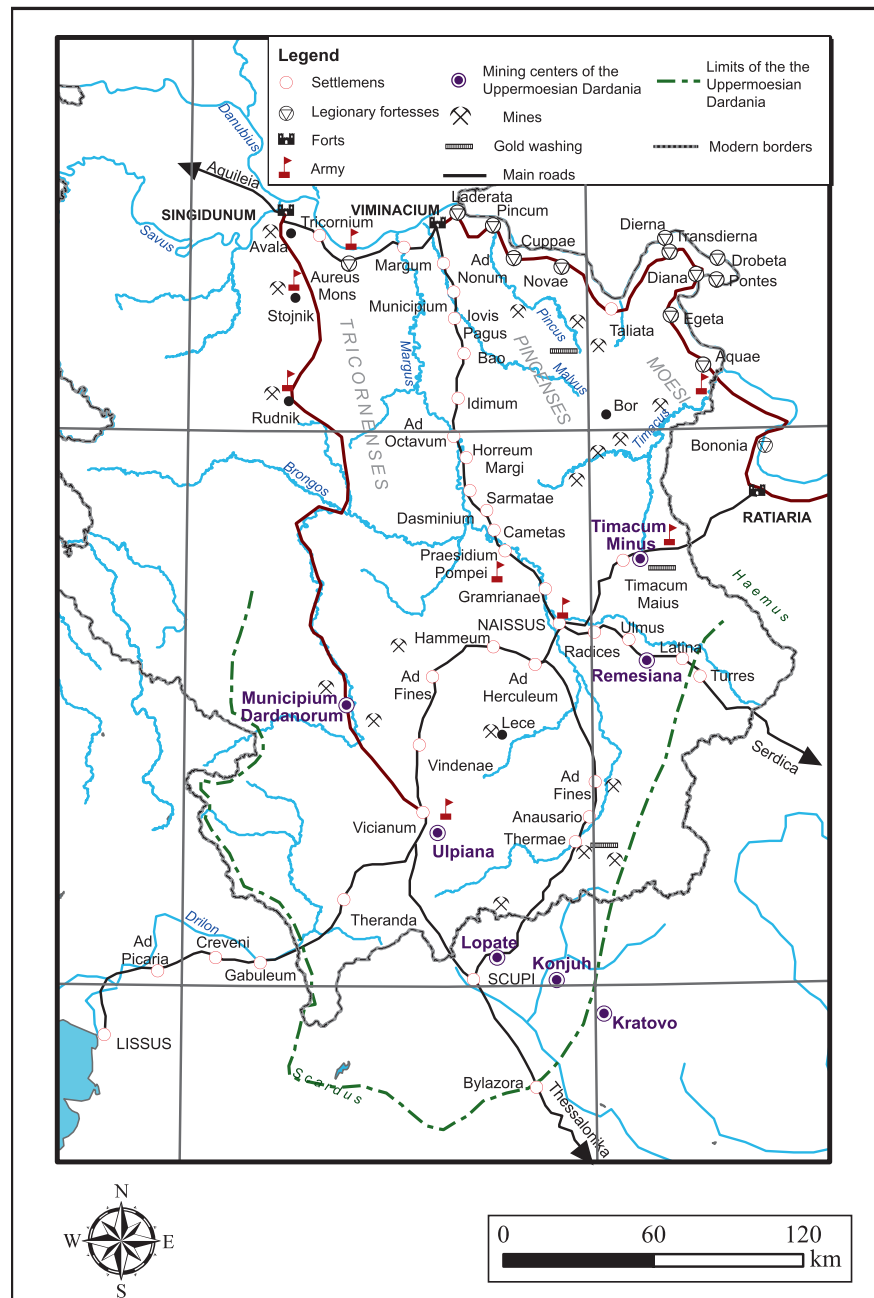 Legend
Settlemens
Legionary fortesses
Forts
Army
Mining centers of the
Uppermoesian Dardania
Mines
Gold washing
Main roads
Limits of the the
Uppermoesian
Dardania
Modern borders
Danubius
Aquileia
SINGIDUNUM
Savus
Avala
Tricornium
VIMINACIUM
Laderata
Pincum
Cuppae
Dierna
Transdierna
Drobeta
Pontes
Diana
Aureus
Mons
Margum
Ad
Nonum
Novae
Egeta
Stojnik
Municipium
Iovis
Pagus
Pincus
Taliata
TRICORNENSES
Margus
Bao
Malvus
PINCENSES
MOESI
Aquae
Rudnik
Idimum
Bor
Ad
Octavum
Timacus
Bononia
Horreum
Margi
Brongos
Sarmatae
Dasminium
Cametas
RATIARIA
Praesidium
Pompei
Timacum
Minus
Gramrianae
Timacum
Maius
Haemus
NAISSUS
Hammeum
Radices
Ulmus
Latina
Remesiana
Turres
Ad
Fines
Ad
Herculeum
Municipium
Dardanorum
Lece
Serdica
Vindenae
Ad
Fines
Anausario
Vicianum
Thermae
Ulpiana
Theranda
Drilon
Ad
Picaria
Creveni
Gabuleum
Lopate
Konjuh
SCUPI
Kratovo
LISSUS
Scardus
Bylazora
Thessalonika
N
W
E
S
0
60
120
km